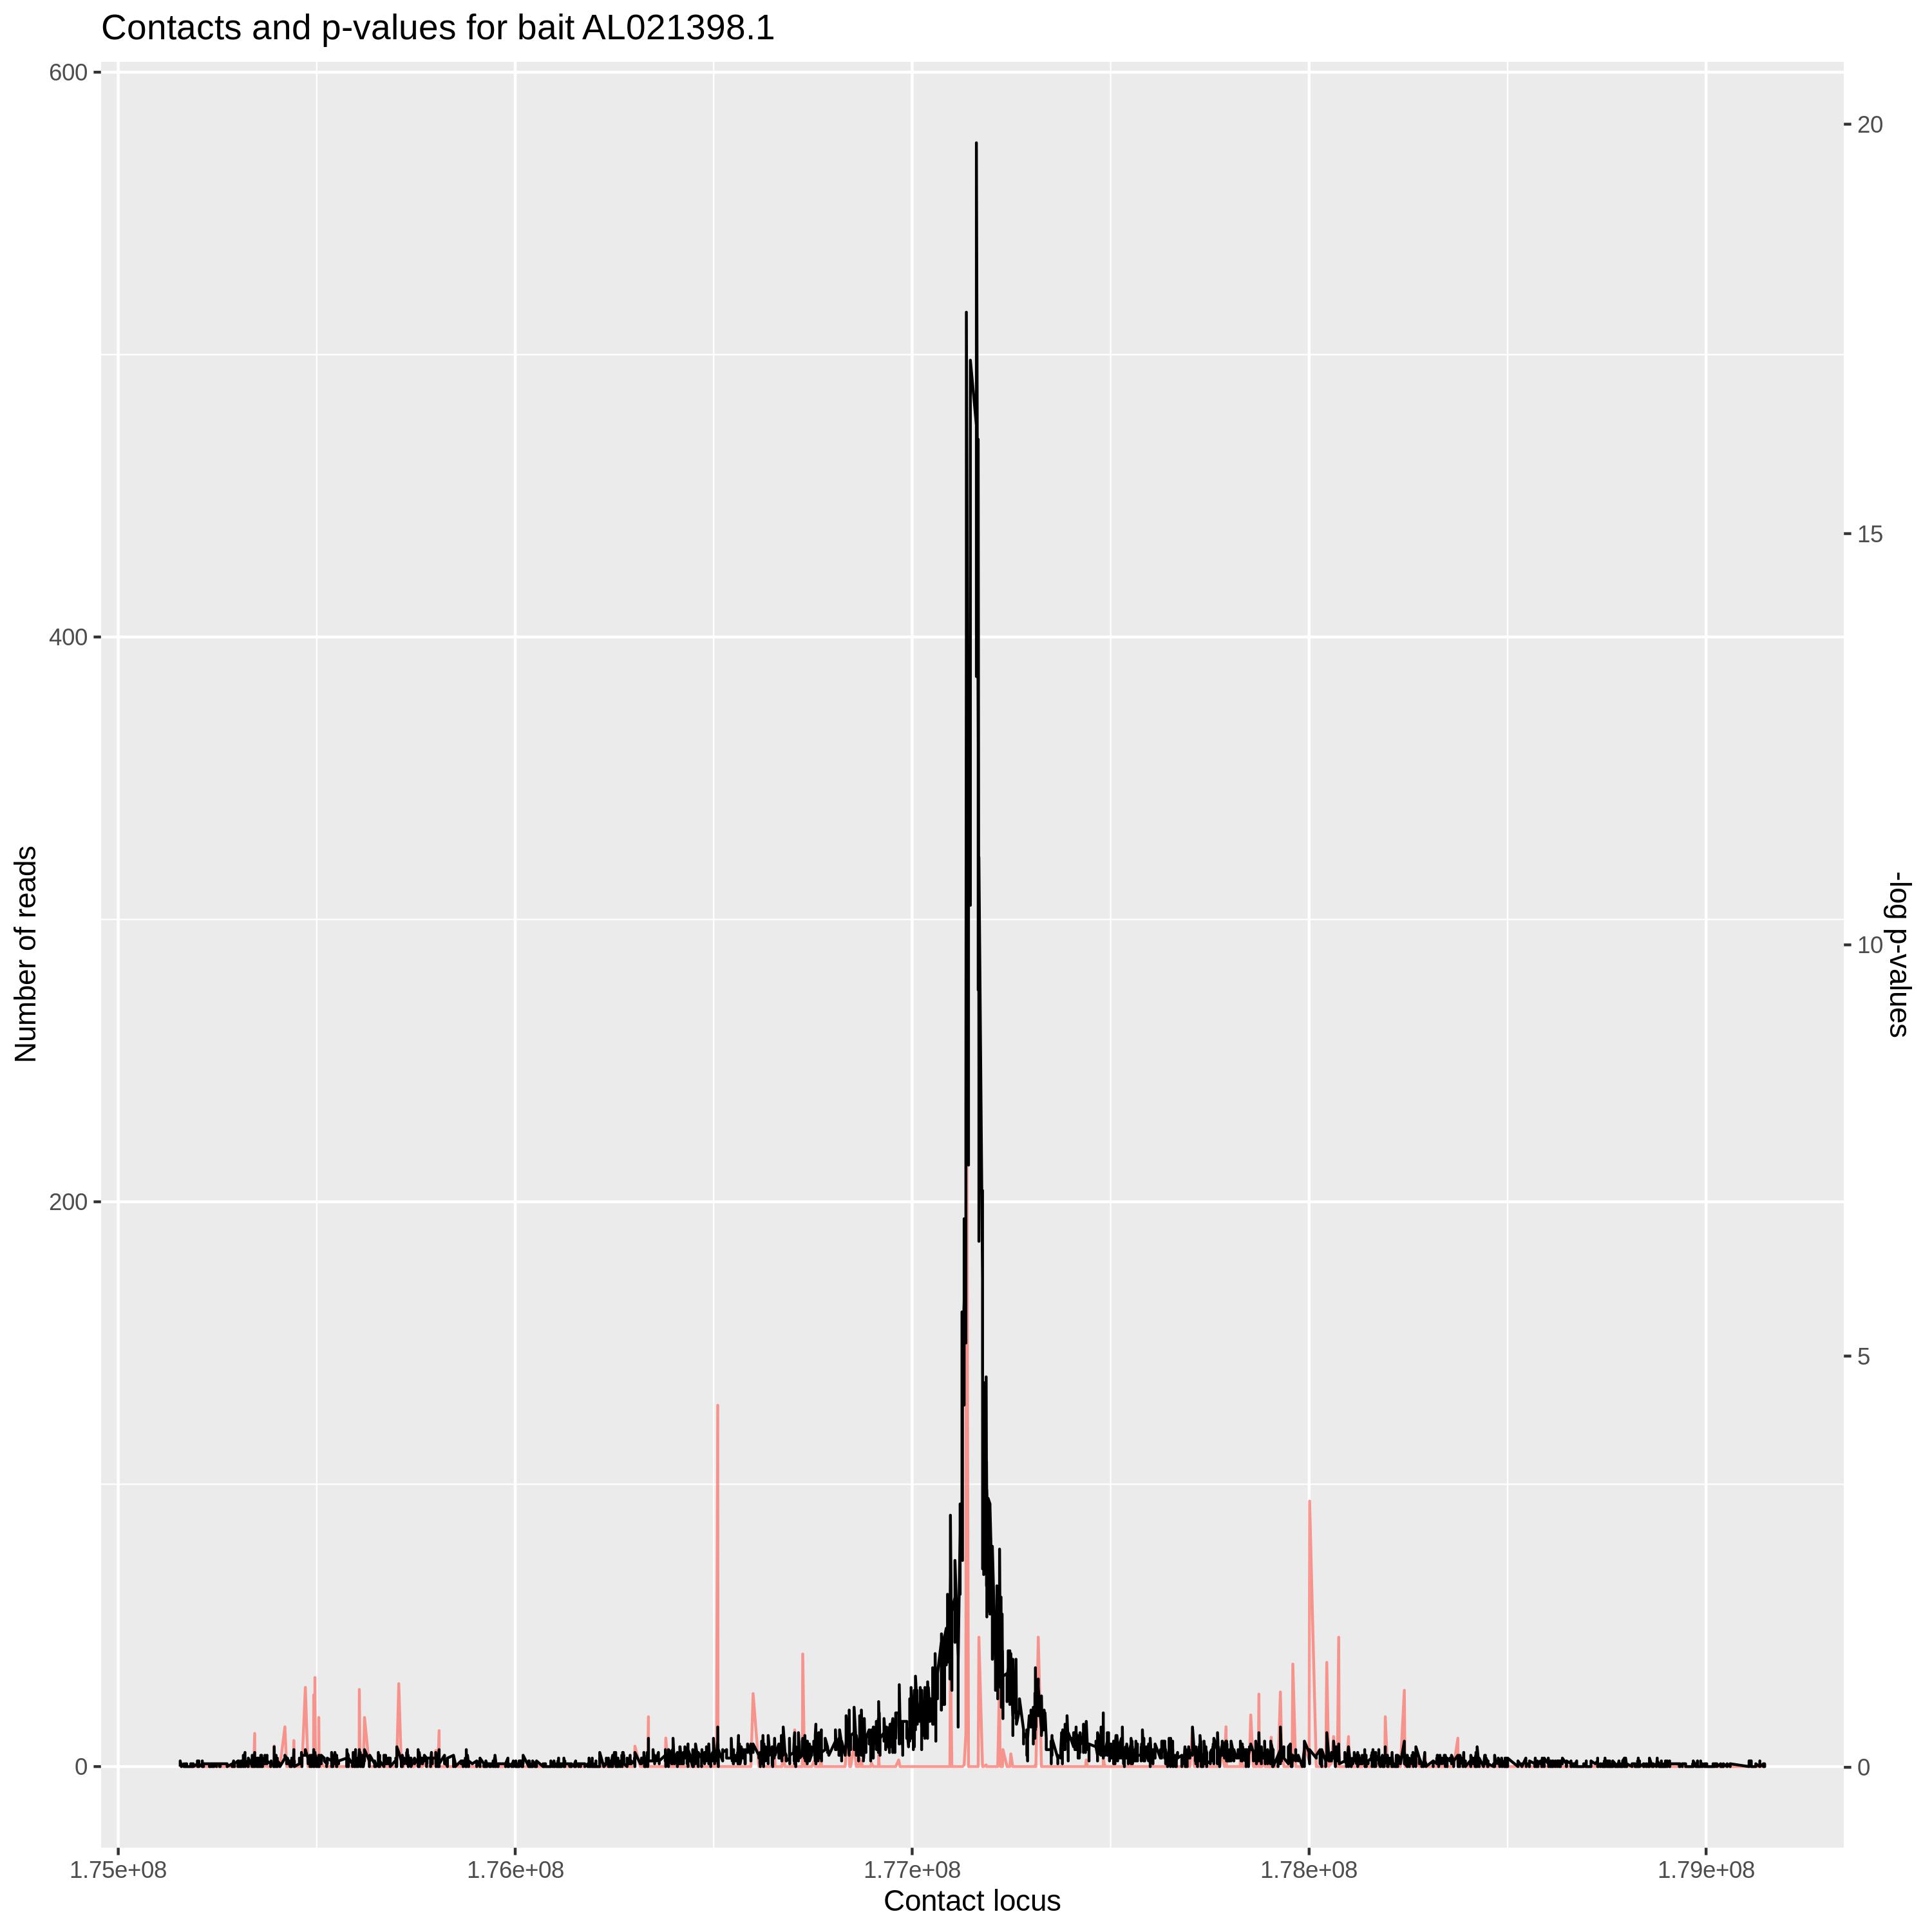 Contacts and p-values for bait AL021398.1
600
400
200
0
Number of reads
20
15
10
5
0
-log p-values
1.75e+08
1.76e+08
1.77e+08
1.78e+08
1.79e+08
Contact locus